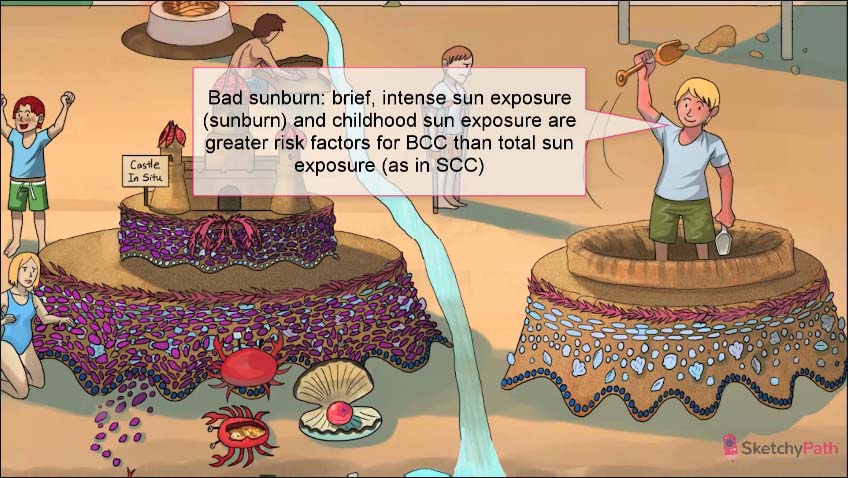 Bad sunburn: brief, intense sun exposure
(sunburn) and childhood sun exposure are
greater risk factors for BCC than total sun
exposure (as in SCC)
Castle
In Situ
SketchyPath